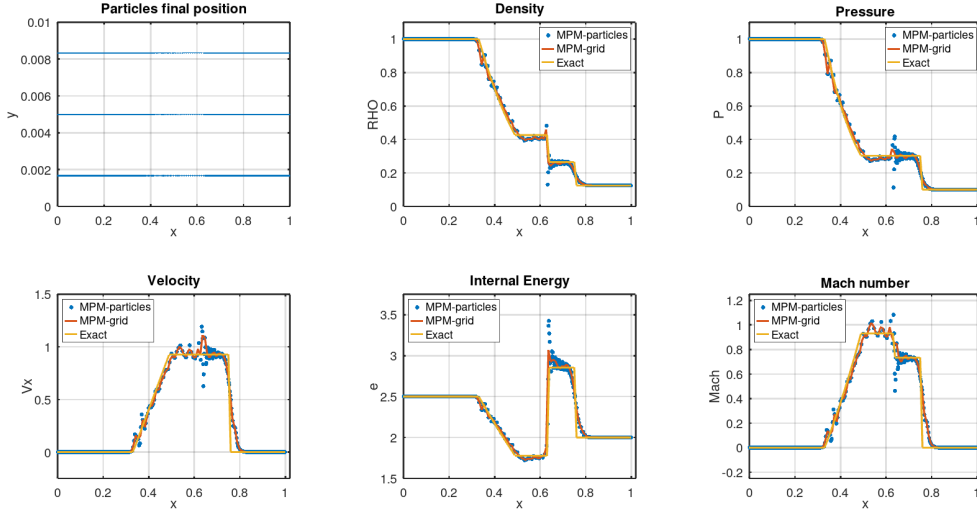 Particles final position
0.01
0.008
0.006
0.004
0.002
0
y
0 0.2 0.4 0.6 0.8 1
x
Density
1
0.8
0.6
0.4
0.2
0
RHO
MPM-particles
MPM-grid
Exact
0 0.2 0.4 0.6 0.8 1
x
Pressure
1
0.8
0.6
0.4
0.2
0
P
MPM-particles
MPM-grid
Exact
0 0.2 0.4 0.6 0.8 1
x
Velocity
1.5
1
0.5
0
Vx
MPM-particles
MPM-grid
Exact
0 0.2 0.4 0.6 0.8 1
x
Internal Energy
3.5
3
2.5
2
1.5
e
MPM-particles
MPM-grid
Exact
0 0.2 0.4 0.6 0.8 1
x
Mach number
1.2
1
0.8
0.6
0.4
0.2
0
-0.2
Mach
MPM-particles
MPM-grid
Exact
0 0.2 0.4 0.6 0.8 1
x